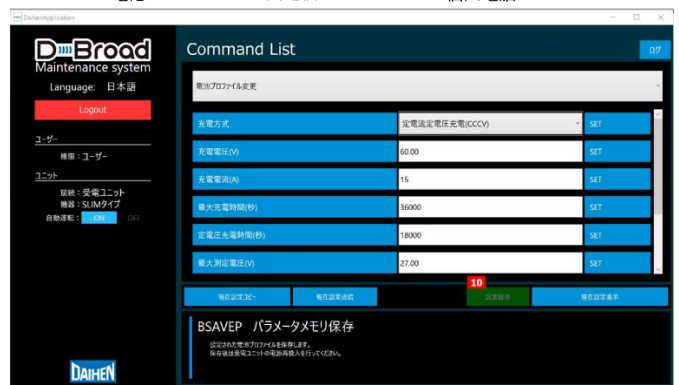 DaihenApplication
D Broad
Maintenance system
Language: 日本語
Logout
ユーザー
権限：ユーザー
ユニット
接続：受電ユニット
機器：SLIMタイプ
自動運転： ON OFF
DAIHEN
Command List
ログ
電池プロファイル変更
充電方式 定電流定電圧充電(CCCV) SET
充電電圧(V) 60.00 SET
充電電流(A) 15 SET
最大充電時間(秒) 36000 SET
定電圧充電時間(秒) 18000 SET
最大測定電圧(V) 27.00 SET
10
現在設定コピー 現在設定送信 設定保存 現在設定表示
BSAVEP パラメータメモリ保存
設定された電池プロファイルを保存します。
保存後は受電ユニットの電源再投入を行ってください。